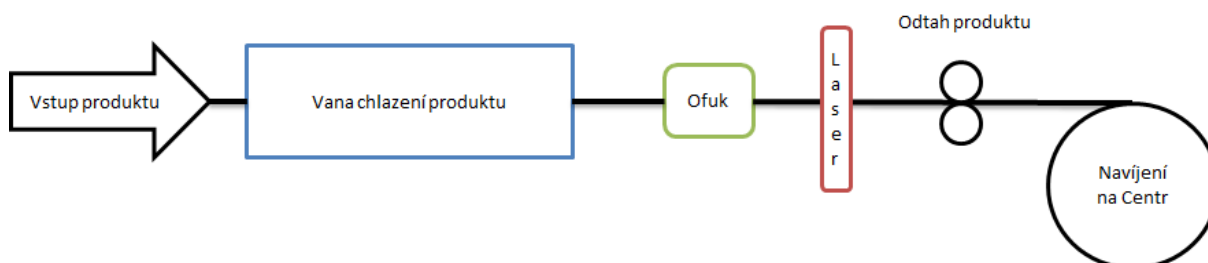 Odtah produktu
Vstup produktu
Vana chlazení produktu
Ofuk
L
a
s
e
r
Navíjení
na Centr